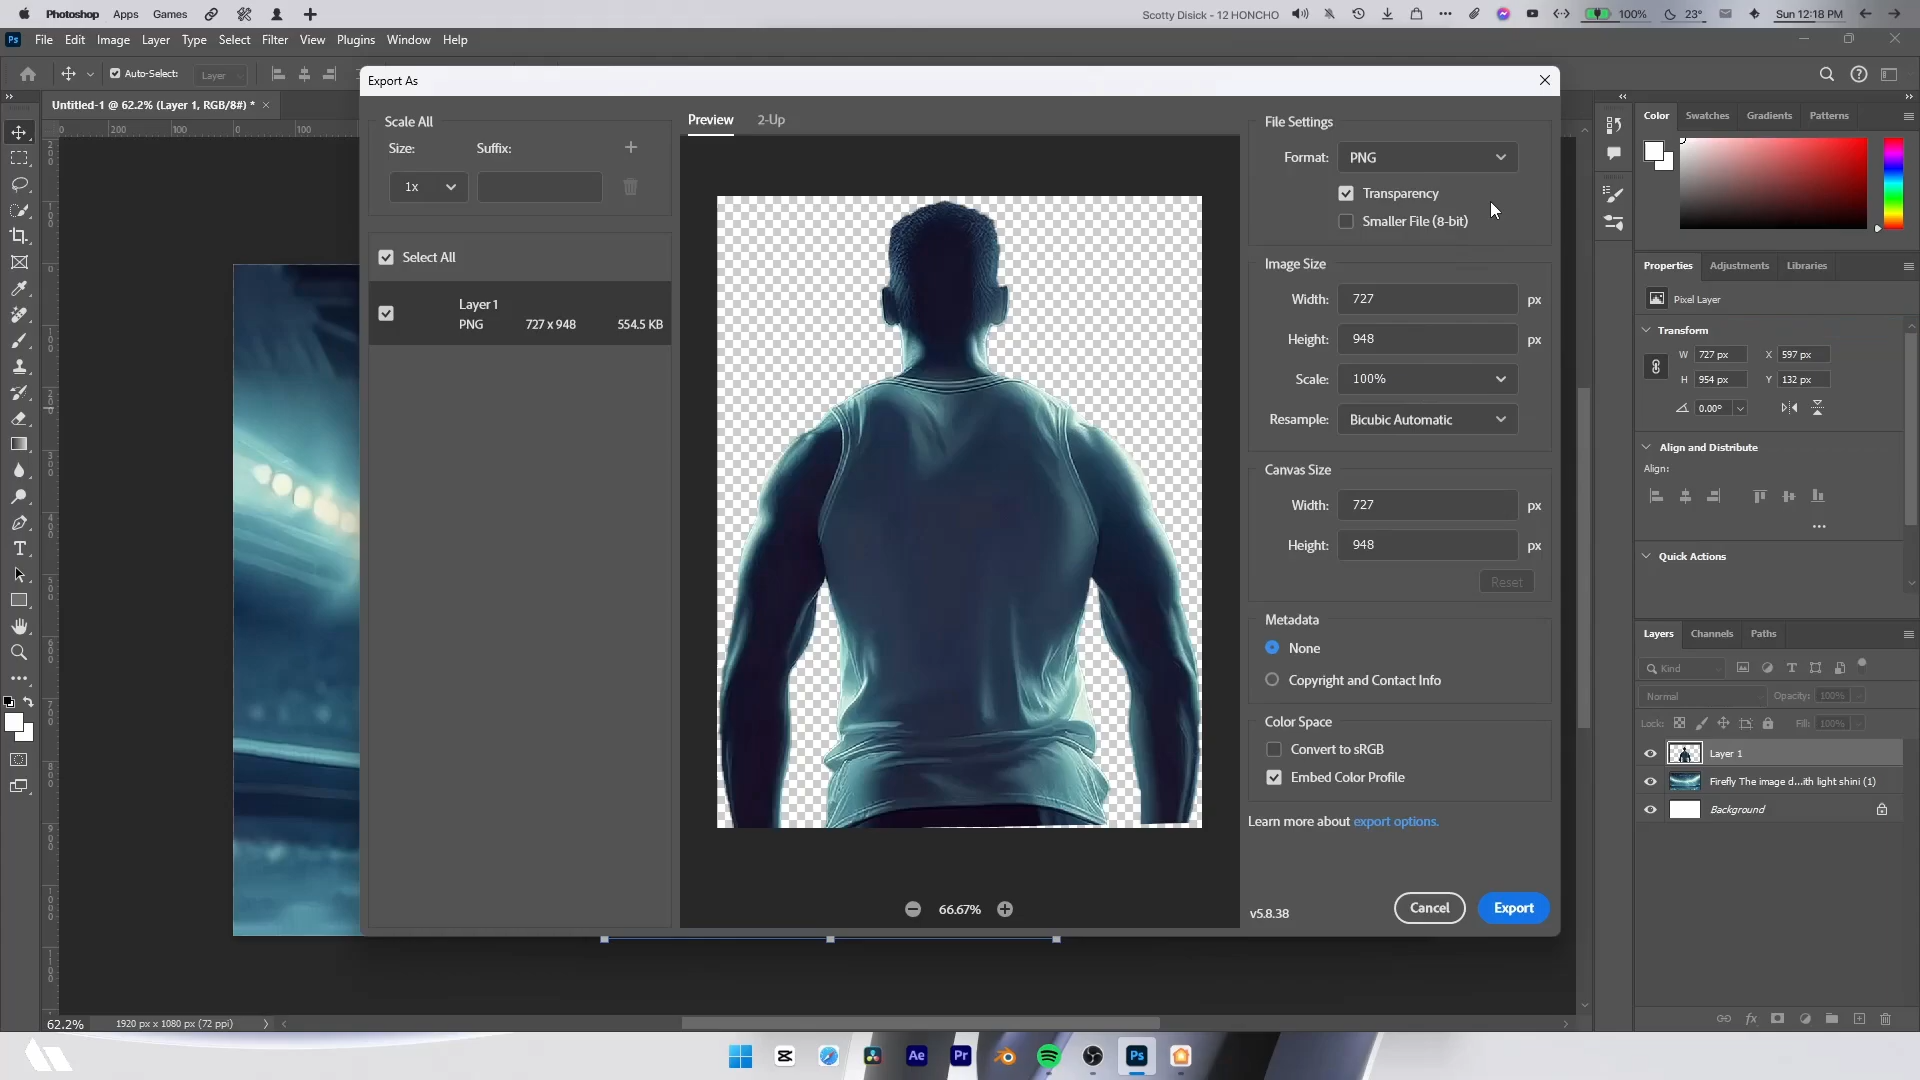 Photoshop Apps Games
Scotty Disick - 12 HONCHO
100%
23°
Sun 12:18 PM
Ps File Edit Image Layer Type Select Filter View Plugins Window Help
Auto-Select: Layer
Untitled-1 @ 62.2% (Layer 1, RGB/8#) *
Export As
Scale All
Size: Suffix:
1x
Select All
Layer 1
PNG 727 x 948 554.5 KB
Preview 2-Up
66.67%
File Settings
Format: PNG
Transparency
Smaller File (8-bit)
Image Size
Width: 727 px
Height: 948 px
Scale: 100%
Resample: Bicubic Automatic
Canvas Size
Width: 727 px
Height: 948 px
Reset
Metadata
None
Copyright and Contact Info
Color Space
Convert to sRGB
Embed Color Profile
Learn more about export options.
v5.8.38
Cancel Export
Color Swatches Gradients Patterns
Properties Adjustments Libraries
Pixel Layer
Transform
W 727 px X 597 px
H 954 px Y 132 px
0.00°
Align and Distribute
Align:
Quick Actions
Layers Channels Paths
Kind
Normal Opacity: 100%
Lock: Fill: 100%
Layer 1
Firefly The image d...ith light shini (1)
Background
62.2% 1920 px x 1080 px (72 ppi)
Ae Pr Ps